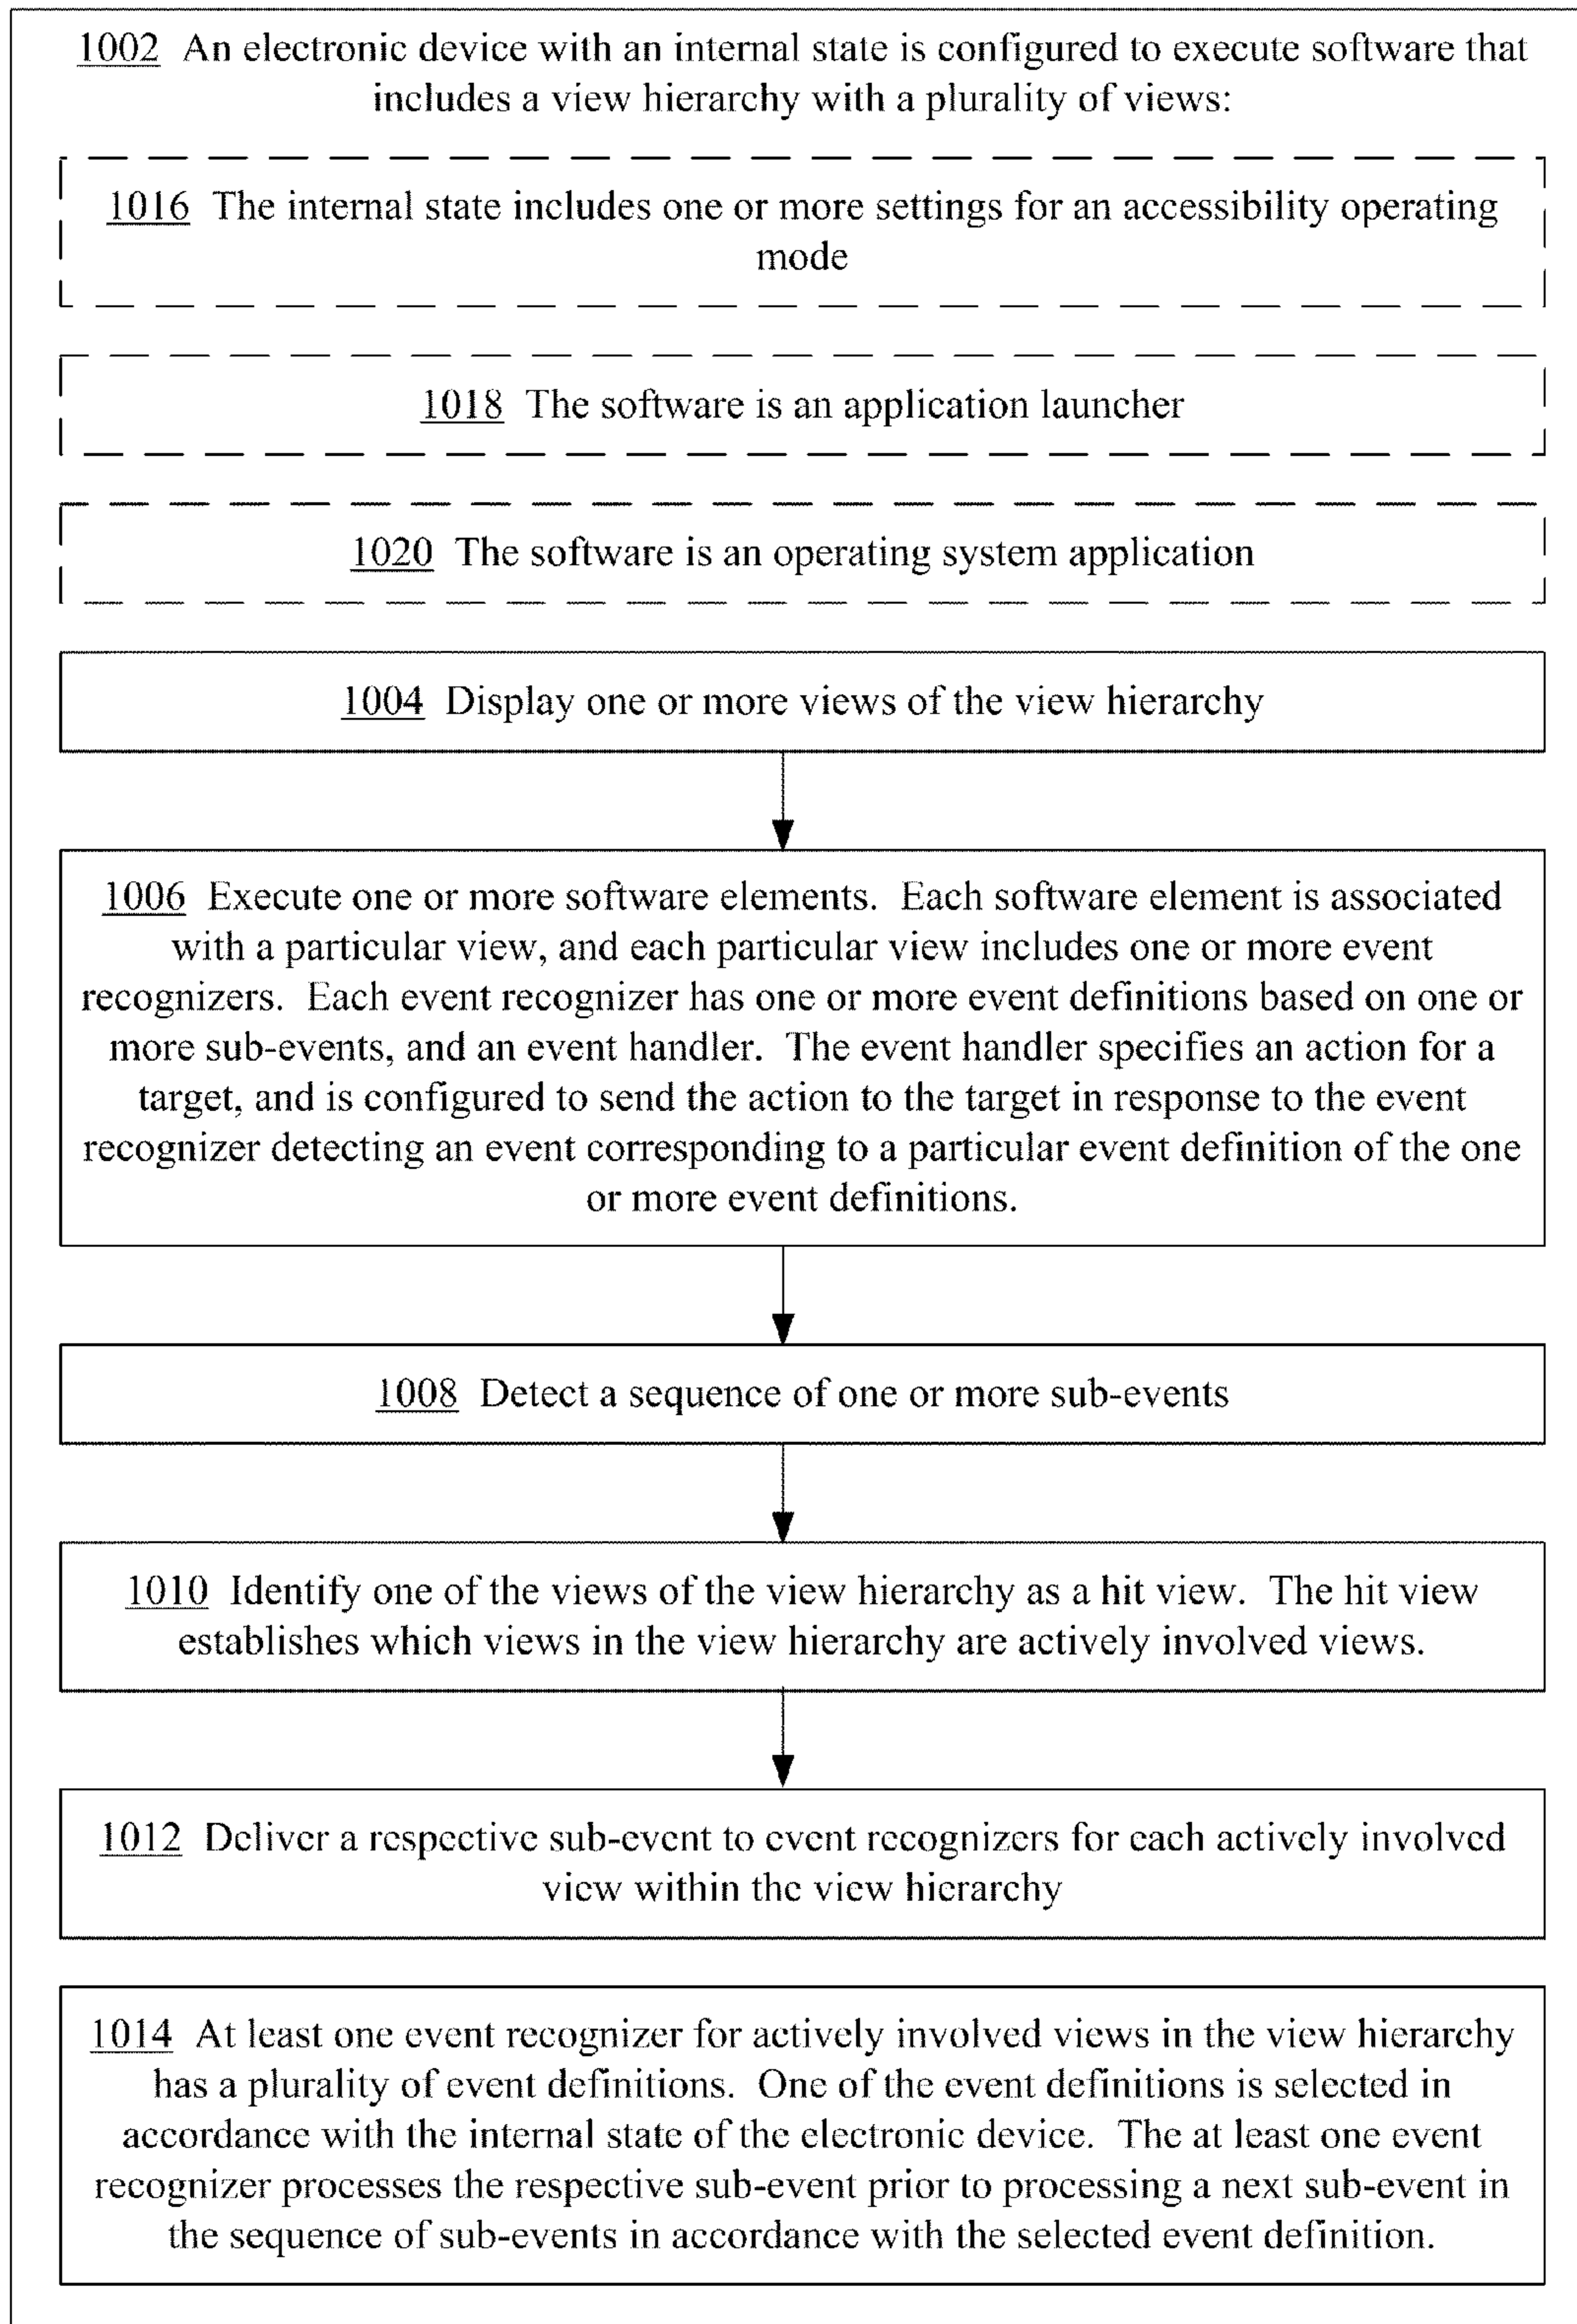 1002 An electronic device with an internal state is configured to execute software that
includes a view hierarchy with a plurality of views:
1016 The internal state includes one or more settings for an accessibility operating
mode
1018 The software is an application launcher
1020 The software is an operating system application
1004 Display one or more views of the view hierarchy
1006 Execute one or more software elements. Each software element is associated
with a particular view, and each particular view includes one or more event
recognizers. Each event recognizer has one or more event definitions based on one or
more sub-events, and an event handler. The event handler specifies an action for a
target, and is configured to send the action to the target in response to the event
recognizer detecting an event corresponding to a particular event definition of the one
or more event definitions.
1008 Detect a sequence of one or more sub-events
1010 Identify one of the views of the view hierarchy as a hit view. The hit view
establishes which views in the view hierarchy are actively involved views.
1012 Deliver a respective sub-event to event recognizers for each actively involved
view within the view hierarchy
1014 At least one event recognizer for actively involved views in the view hierarchy
has a plurality of event definitions. One of the event definitions is selected in
accordance with the internal state of the electronic device. The at least one event
recognizer processes the respective sub-event prior to processing a next sub-event in
the sequence of sub-events in accordance with the selected event definition.